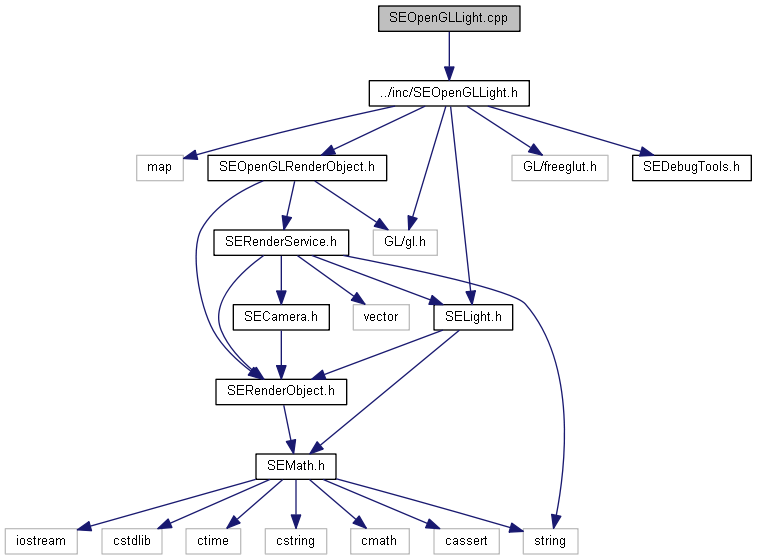 SEOpenGLLight.cpp
../inc/SEOpenGLLight.h
map
SEOpenGLRenderObject.h
GL/freeglut.h
SEDebugTools.h
SERenderService.h
GL/gl.h
SECamera.h
vector
SELight.h
SERenderObject.h
SEMath.h
iostream
cstdlib
ctime
cstring
cmath
cassert
string